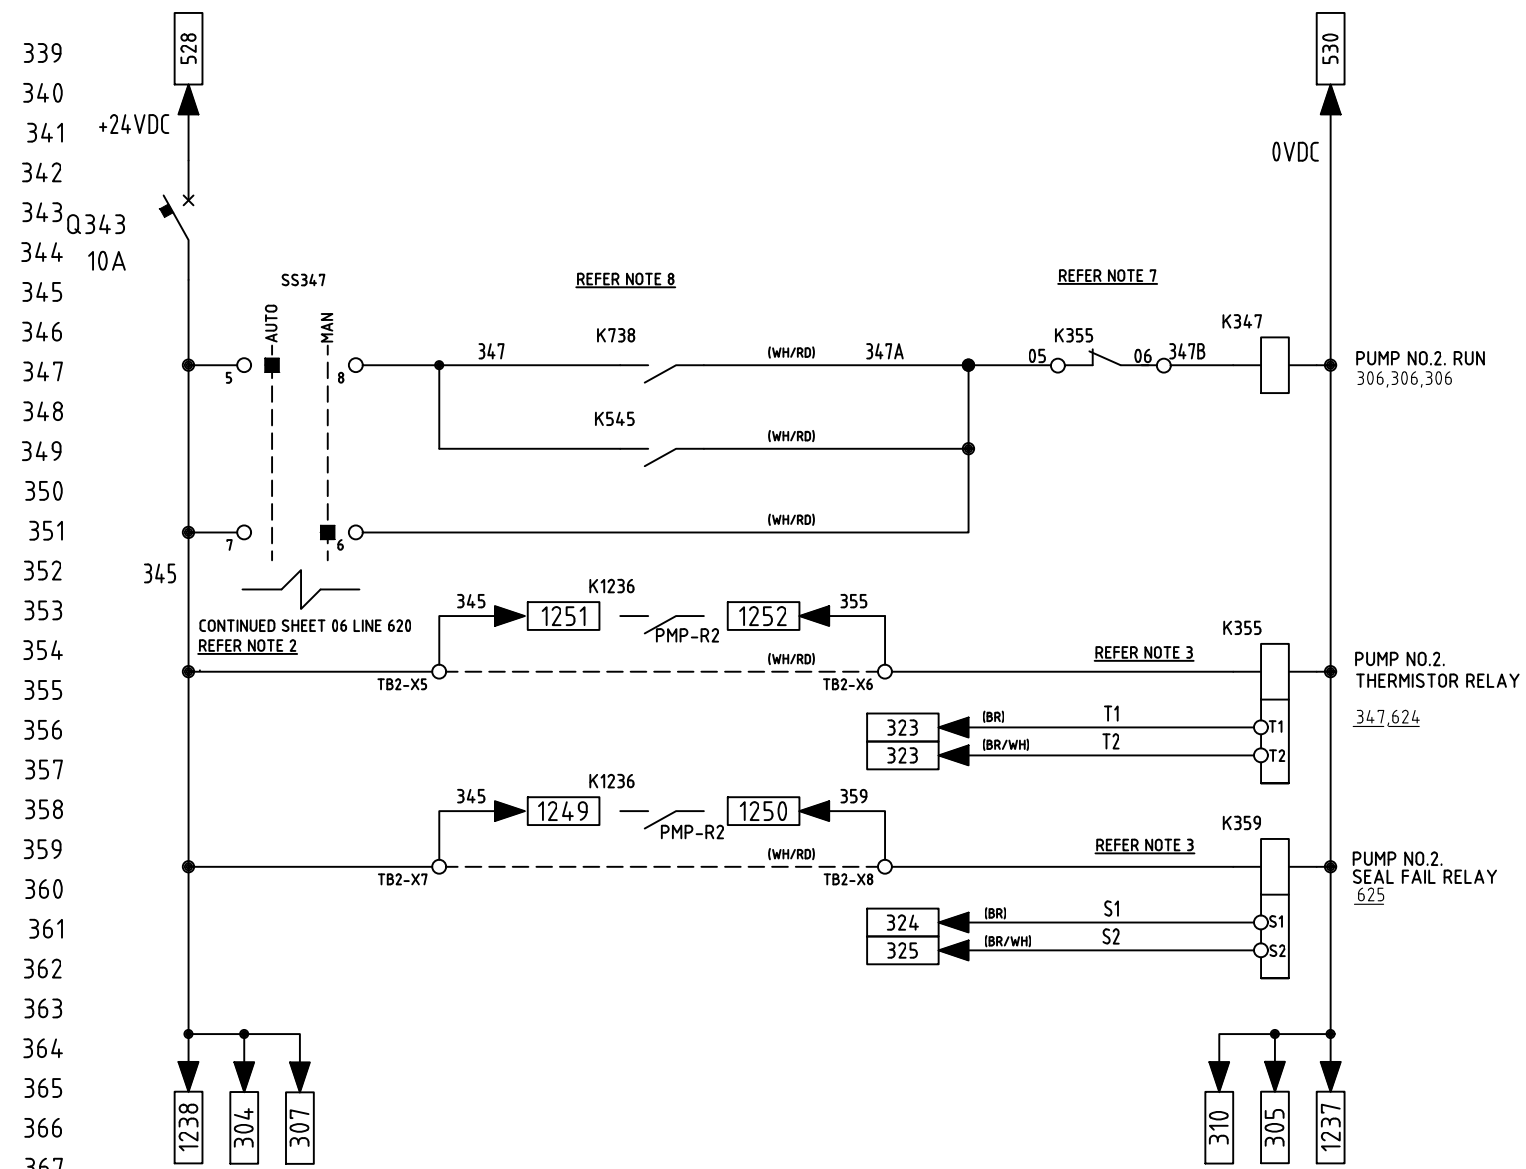 339
528
530
340
+24VDC
341
0VDC
342
343
Q343
344
10A
SS347
REFER NOTE 8
REFER NOTE 7
345
AUTO
MAN
346
K738
K355
K347
347
5
8
347
(WH/RD)
347A
05
06
347B
PUMP NO.2. RUN
306,306,306
348
K545
349
(WH/RD)
350
351
7
6
(WH/RD)
352
345
353
CONTINUED SHEET 06 LINE 620
REFER NOTE 2
345
1251
K1236
PMP-R2
1252
355
354
(WH/RD)
REFER NOTE 3
K355
PUMP NO.2.
THERMISTOR RELAY
355
TB2-X5
TB2-X6
356
323
(BR)
T1
T1
347,624
357
323
(BR/WH)
T2
T2
358
345
1249
K1236
PMP-R2
1250
359
359
(WH/RD)
REFER NOTE 3
K359
PUMP NO.2.
SEAL FAIL RELAY
625
360
TB2-X7
TB2-X8
361
324
(BR)
S1
S1
325
(BR/WH)
S2
S2
362
363
364
365
366
1238
304
307
310
305
1237
367